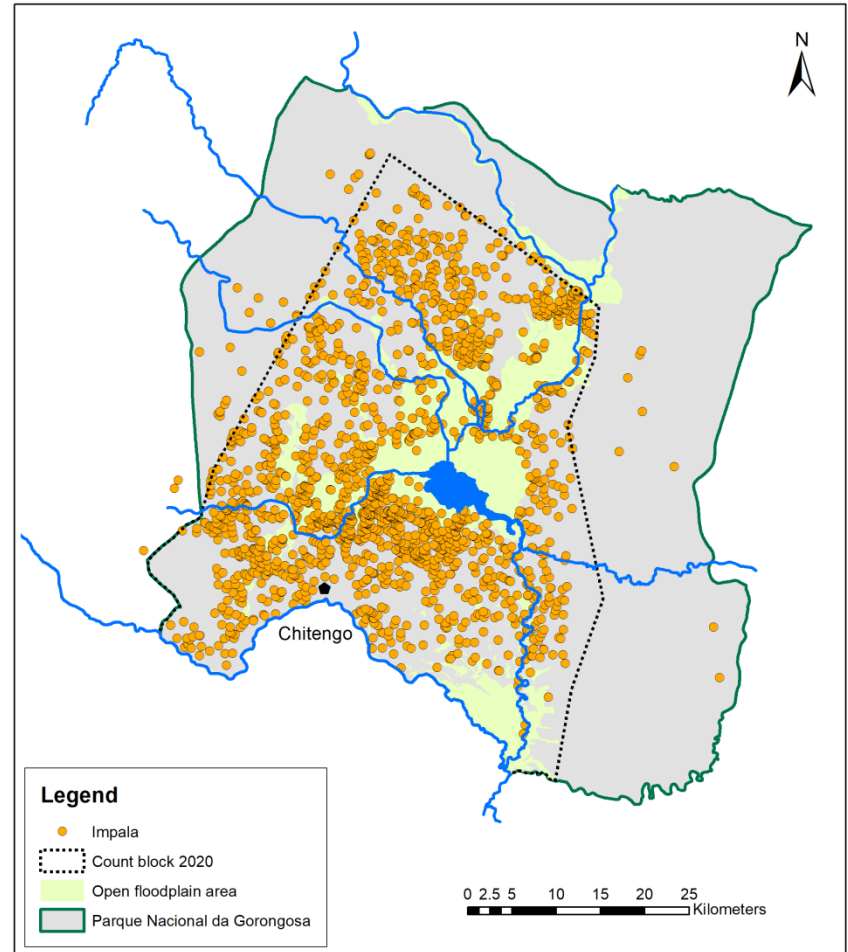 N
Chitengo
Legend
Impala
Count block 2020
Open floodplain area
Parque Nacional da Gorongosa
0 2.5 5 10 15 20 25
Kilometers